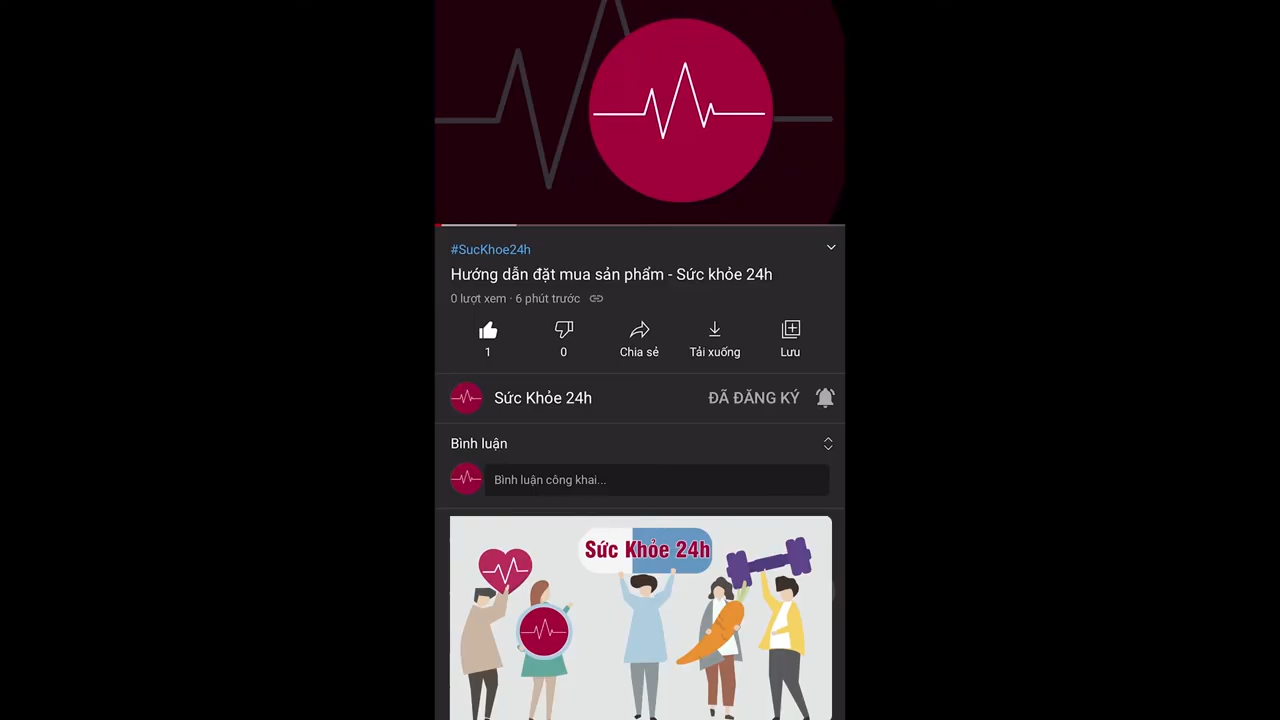 #SucKhoe24h
Hướng dẫn đặt mua sản phẩm - Sức khỏe 24h
0 lượt xem · 6 phút trước
1
0
Chia sẻ
Tải xuống
Lưu
Sức Khỏe 24h
ĐÃ ĐĂNG KÝ
Bình luận
Bình luận công khai...
Sức Khỏe 24h